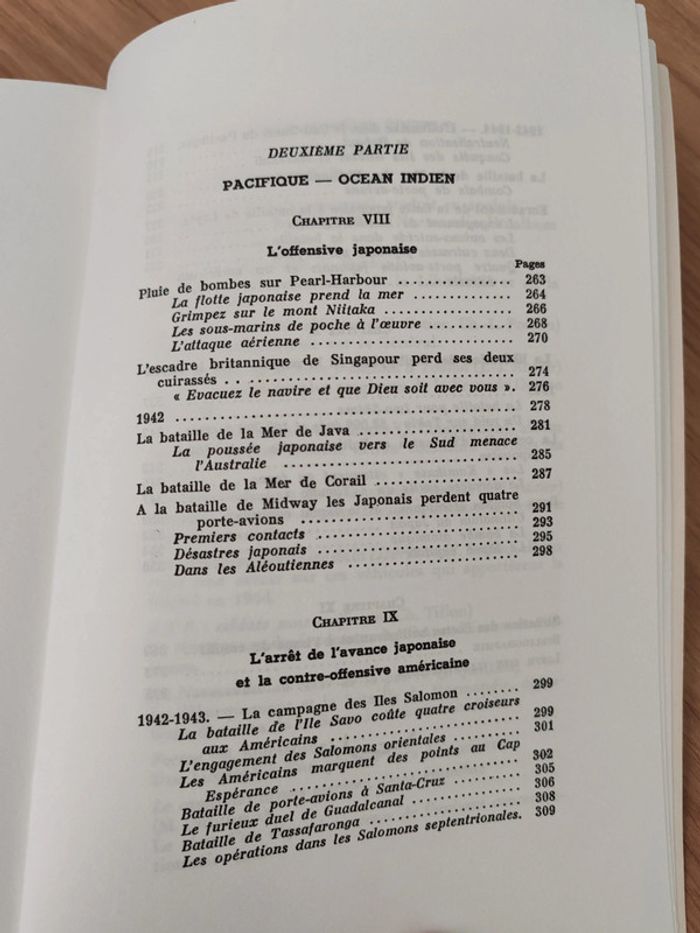 DEUXIÈME PARTIE
PACIFIQUE — OCEAN INDIEN
CHAPITRE VIII
L'offensive japonaise
Pages
Pluie de bombes sur Pearl-Harbour ................ 263
La flotte japonaise prend la mer .............. 264
Grimpez sur le mont Niitaka .................. 266
Les sous-marins de poche à l'œuvre ............ 268
L'attaque aérienne ............................ 270
L'escadre britannique de Singapour perd ses deux
cuirassés . . .................................. 274
« Evacuez le navire et que Dieu soit avec vous ». 276
1942 ............................................ 278
La bataille de la Mer de Java .................... 281
La poussée japonaise vers le Sud menace
l'Australie .............................. 285
La bataille de la Mer de Corail .................. 287
A la bataille de Midway les Japonais perdent quatre
porte-avions .............................. 291
Premiers contacts ............................ 293
Désastres japonais ............................ 295
Dans les Aléoutiennes ........................ 298
CHAPITRE IX
L'arrêt de l'avance japonaise
et la contre-offensive américaine
1942-1943. — La campagne des Iles Salomon ........ 299
La bataille de l'Ile Savo coûte quatre croiseurs
aux Américains ........................ 299
L'engagement des Salomons orientales .......... 301
Les Américains marquent des points au Cap
Espérance .............................. 302
Bataille de porte-avions à Santa-Cruz .......... 305
Le furieux duel de Guadalcanal ................ 306
Bataille de Tassafaronga ...................... 308
Les opérations dans les Salomons septentrionales. 309